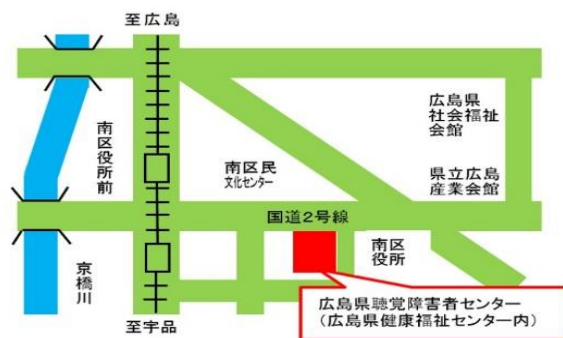 至広島
広島県
社会福祉
会館
南区役所前
南区民
文化センター
県立広島
産業会館
国道2号線
南区
役所
京橋川
広島県聴覚障害者センター
（広島県健康福祉センター内）
至宇品